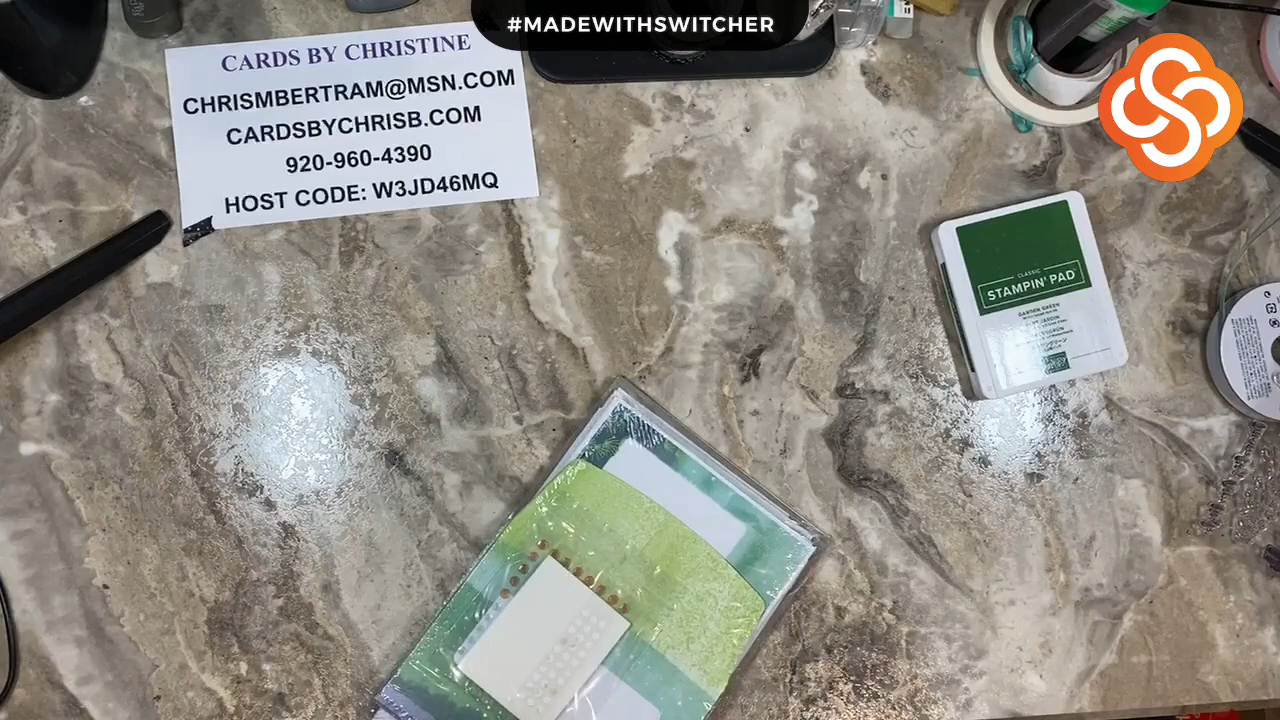 #MADEWITHSWITCHER
CARDS BY CHRISTINE
CHRISMBERTRAM@MSN.COM
CARDSBYCHRISB.COM
920-960-4390
HOST CODE: W3JD46MQ
CLASSIC
STAMPIN' PAD
GARDEN GREEN